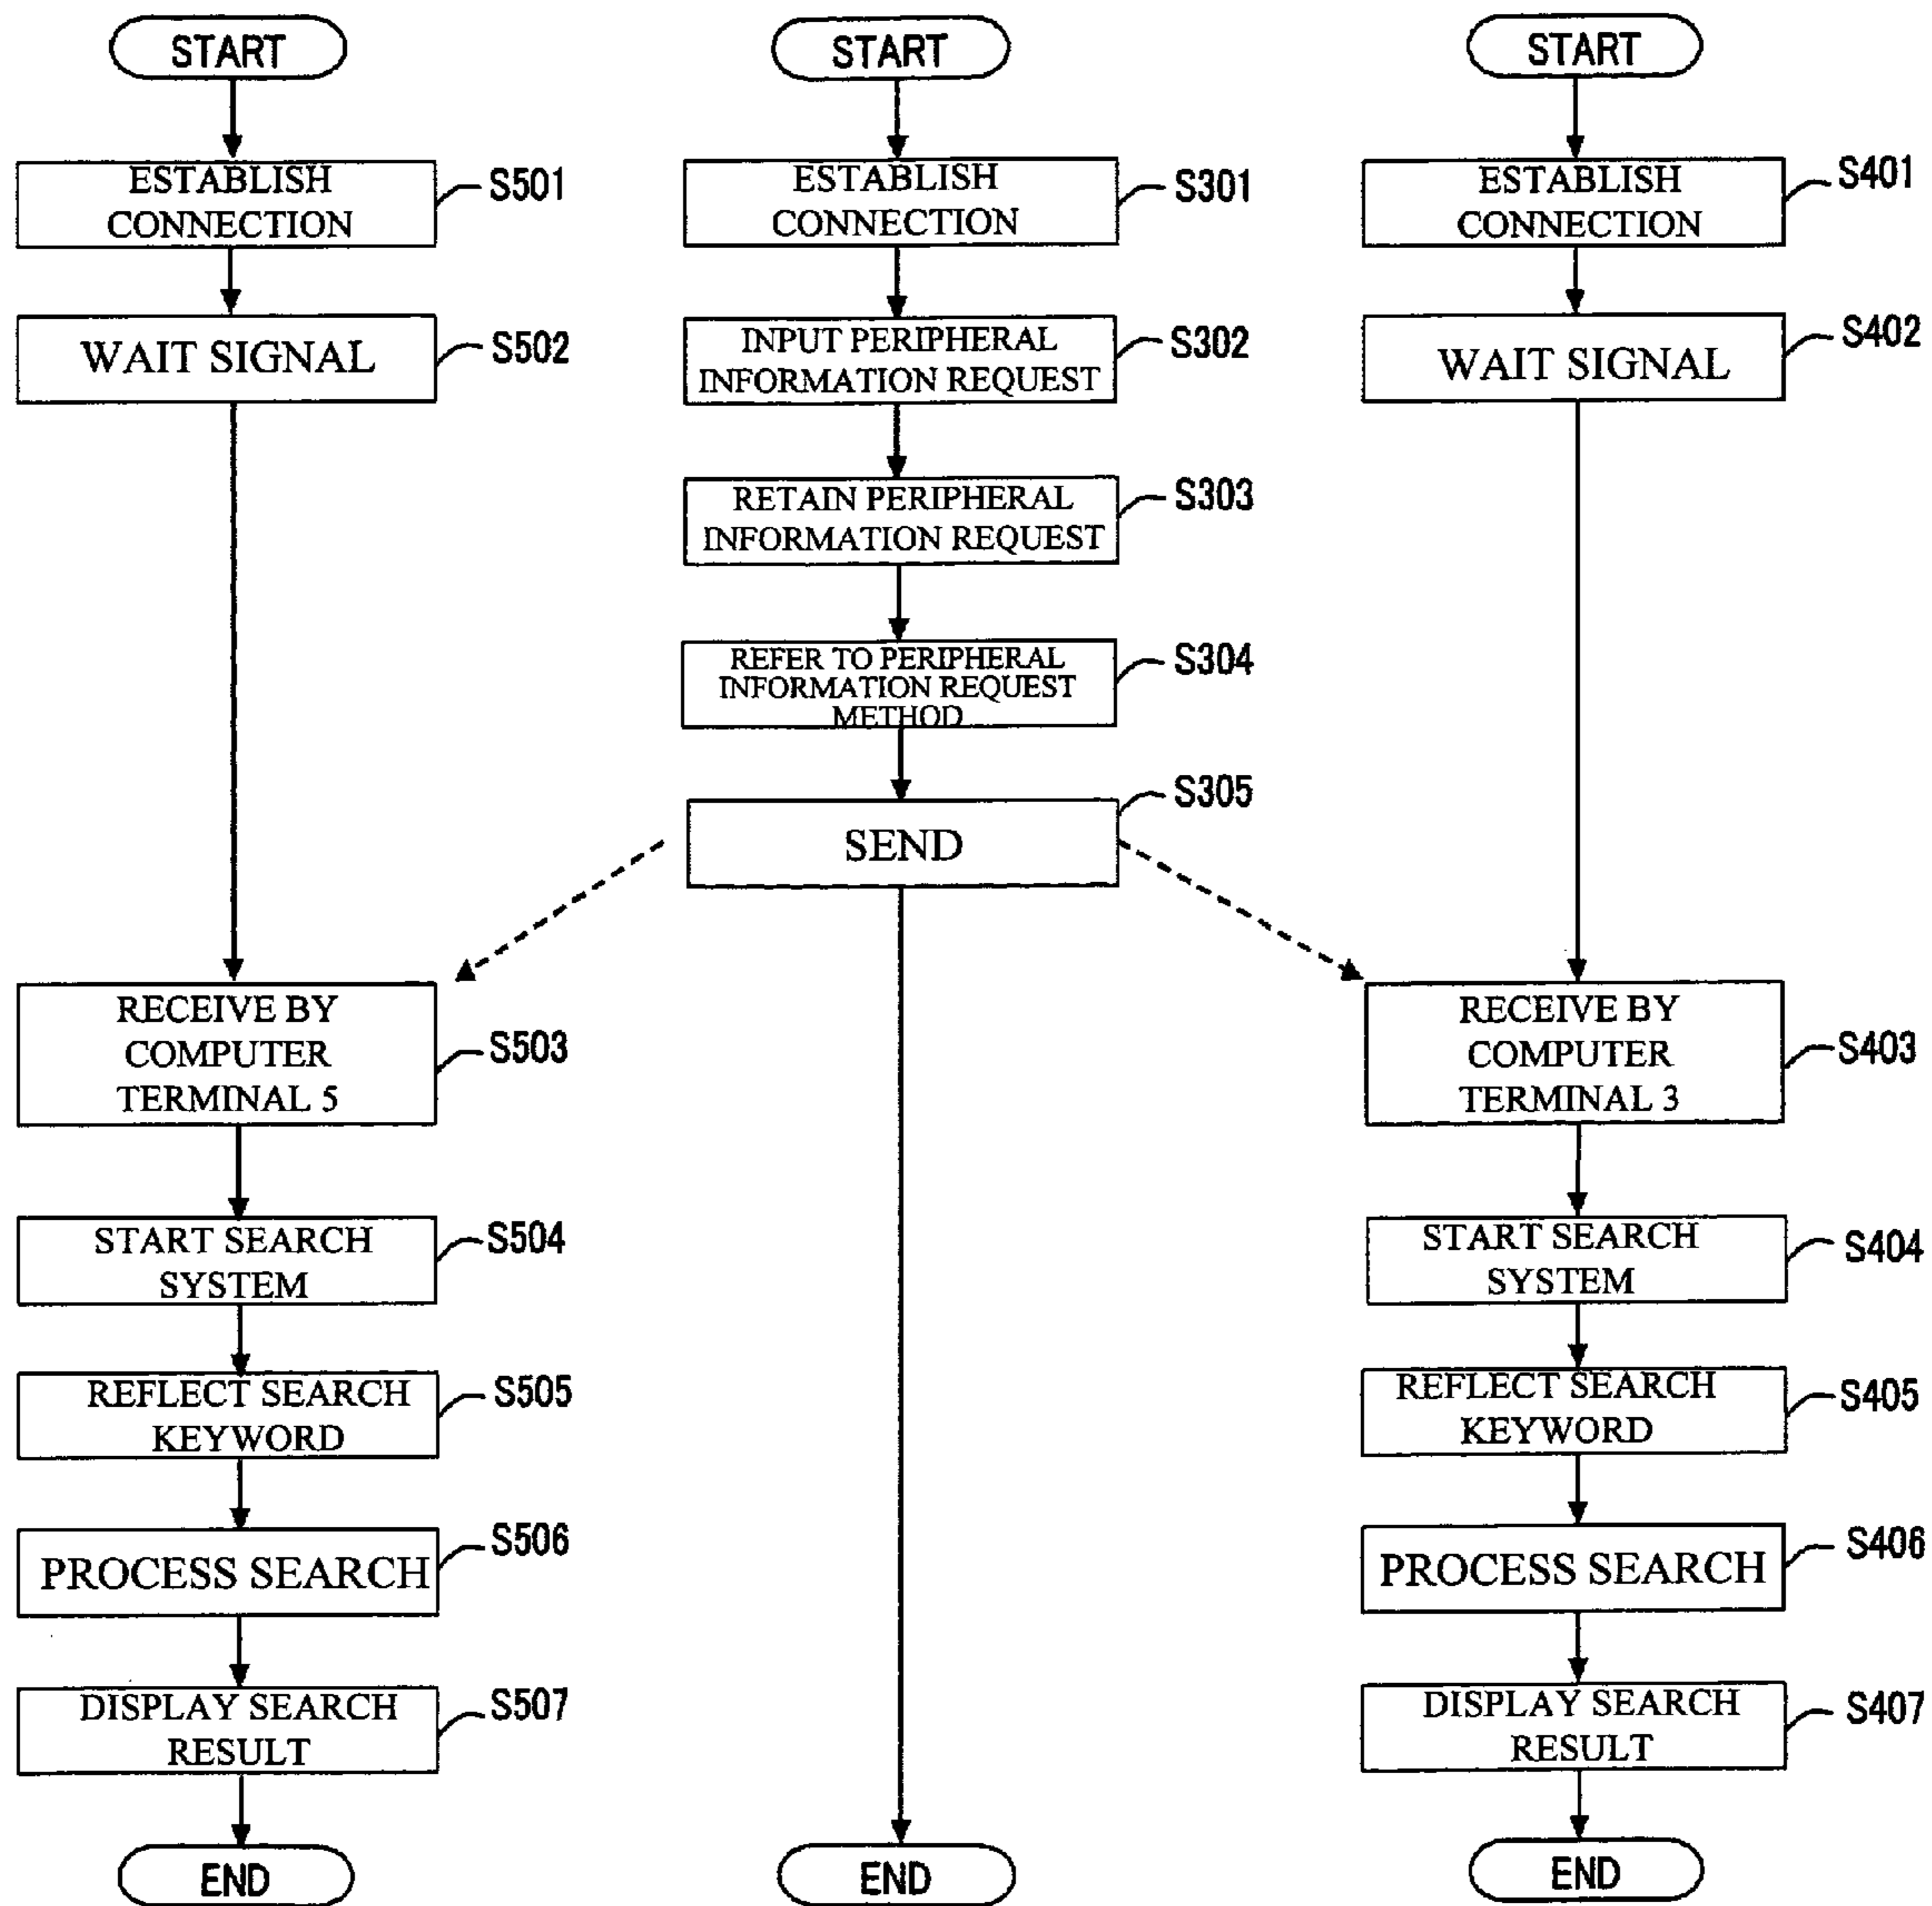 START
ESTABLISH
CONNECTION
S501
WAIT SIGNAL
S502
RECEIVE BY
COMPUTER
TERMINAL 5
S503
START SEARCH
SYSTEM
S504
REFLECT SEARCH
KEYWORD
S505
PROCESS SEARCH
S506
DISPLAY SEARCH
RESULT
S507
END
START
ESTABLISH
CONNECTION
S301
INPUT PERIPHERAL
INFORMATION REQUEST
S302
RETAIN PERIPHERAL
INFORMATION REQUEST
S303
REFER TO PERIPHERAL
INFORMATION REQUEST
METHOD
S304
SEND
S305
END
START
ESTABLISH
CONNECTION
S401
WAIT SIGNAL
S402
RECEIVE BY
COMPUTER
TERMINAL 3
S403
START SEARCH
SYSTEM
S404
REFLECT SEARCH
KEYWORD
S405
PROCESS SEARCH
S406
DISPLAY SEARCH
RESULT
S407
END